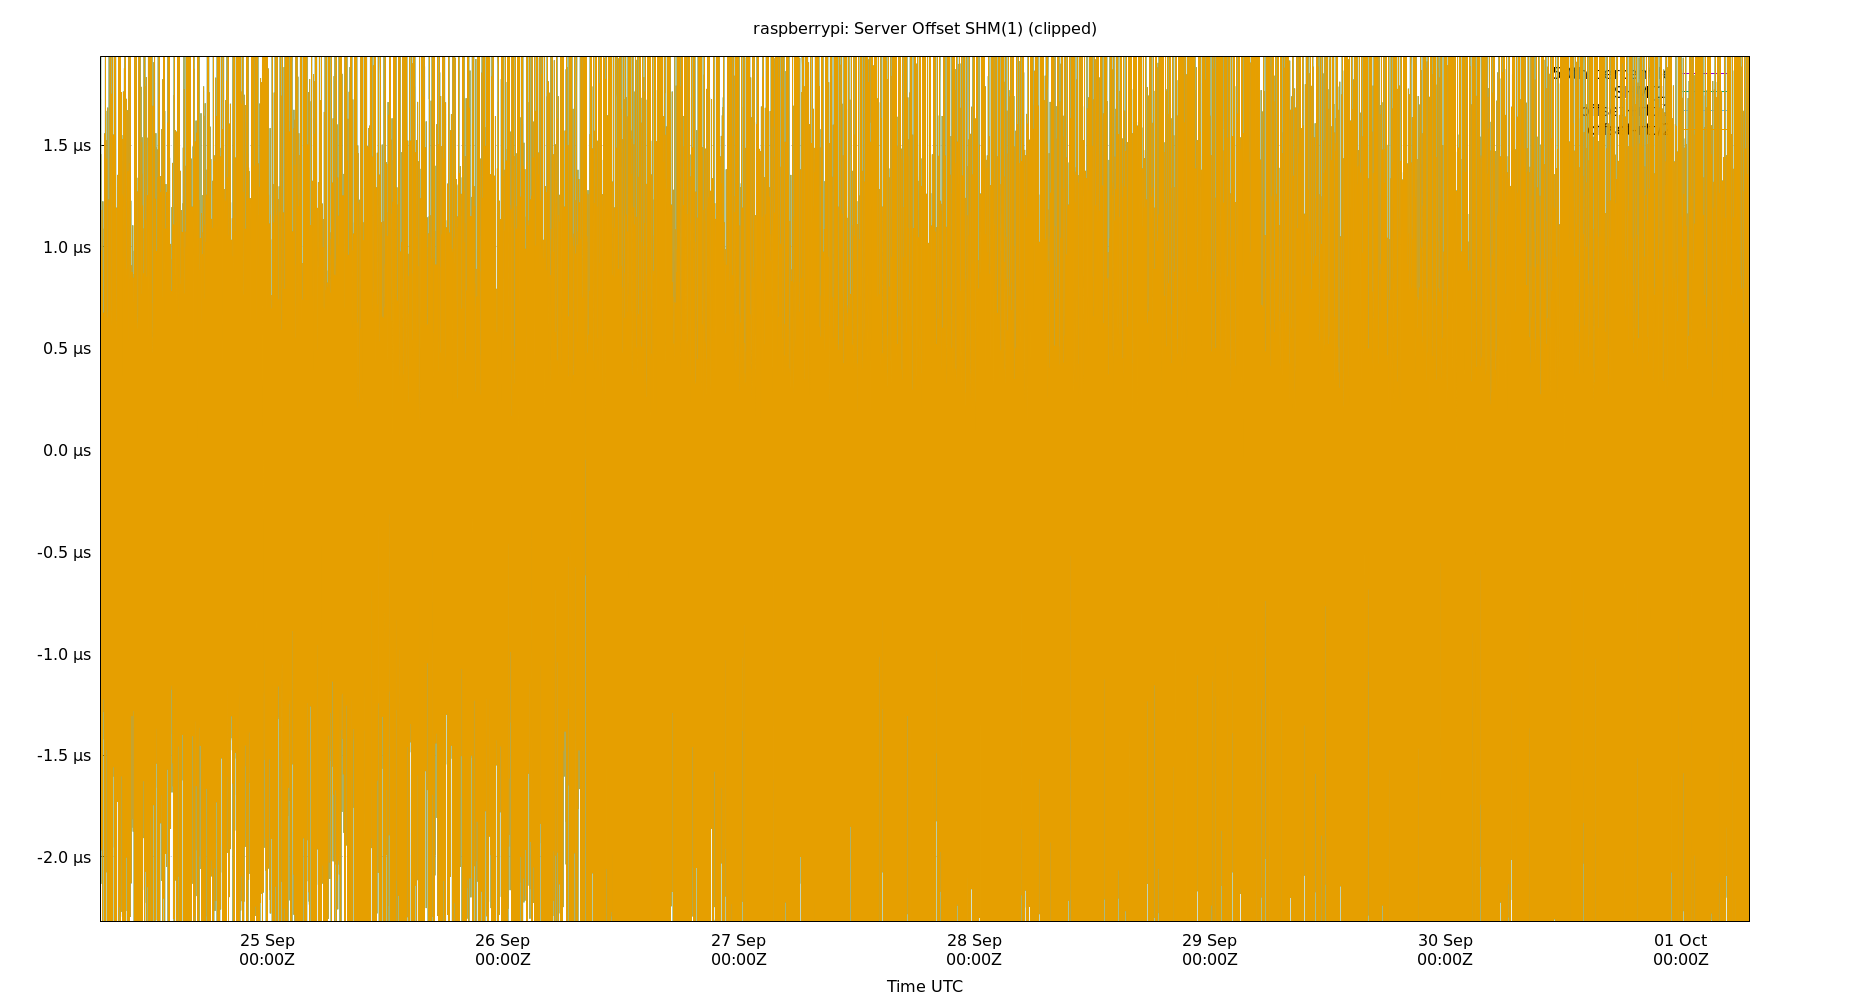 raspberrypi: Server Offset SHM(1) (clipped)
1.5 µs
1.0 µs
0.5 µs
0.0 µs
-0.5 µs
-1.0 µs
-1.5 µs
-2.0 µs
25 Sep
00:00Z
26 Sep
00:00Z
27 Sep
00:00Z
28 Sep
00:00Z
29 Sep
00:00Z
30 Sep
00:00Z
01 Oct
00:00Z
Time UTC